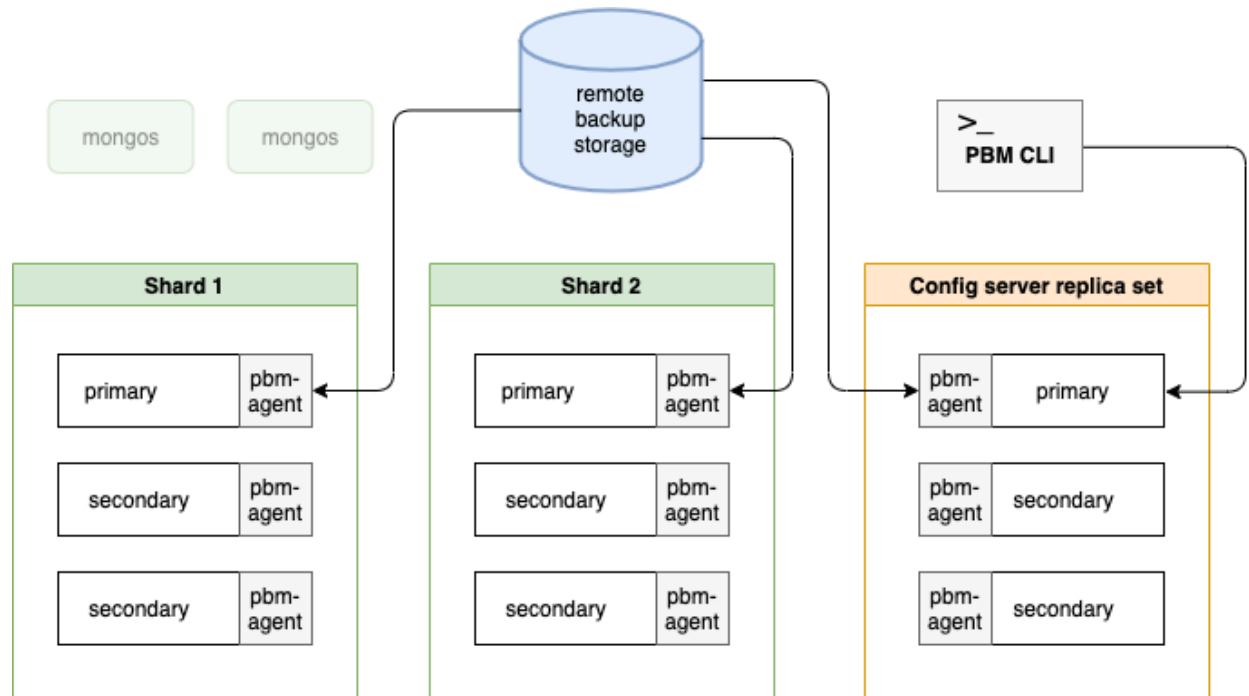 remote
backup
storage
mongos
mongos
>_
PBM CLI
Shard 1
primary
pbm-
agent
secondary
pbm-
agent
secondary
pbm-
agent
Shard 2
primary
pbm-
agent
secondary
pbm-
agent
secondary
pbm-
agent
Config server replica set
pbm-
agent
primary
pbm-
agent
secondary
pbm-
agent
secondary